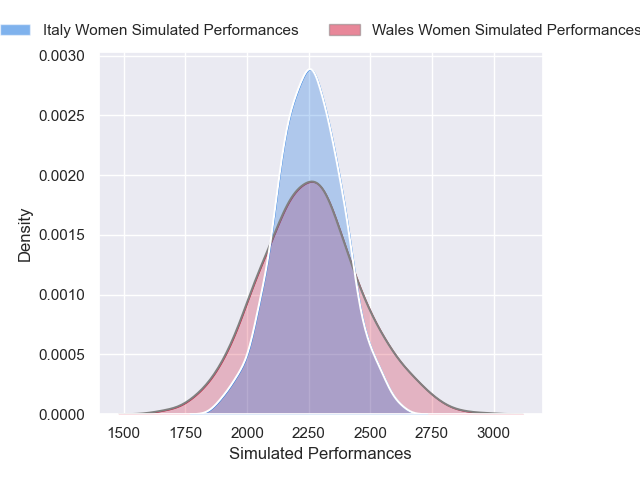 Italy Women Simulated Performances
Wales Women Simulated Performances
0.0030
0.0025
0.0020
0.0015
0.0010
0.0005
0.0000
Density
1500 1750 2000 2250 2500 2750 3000
Simulated Performances